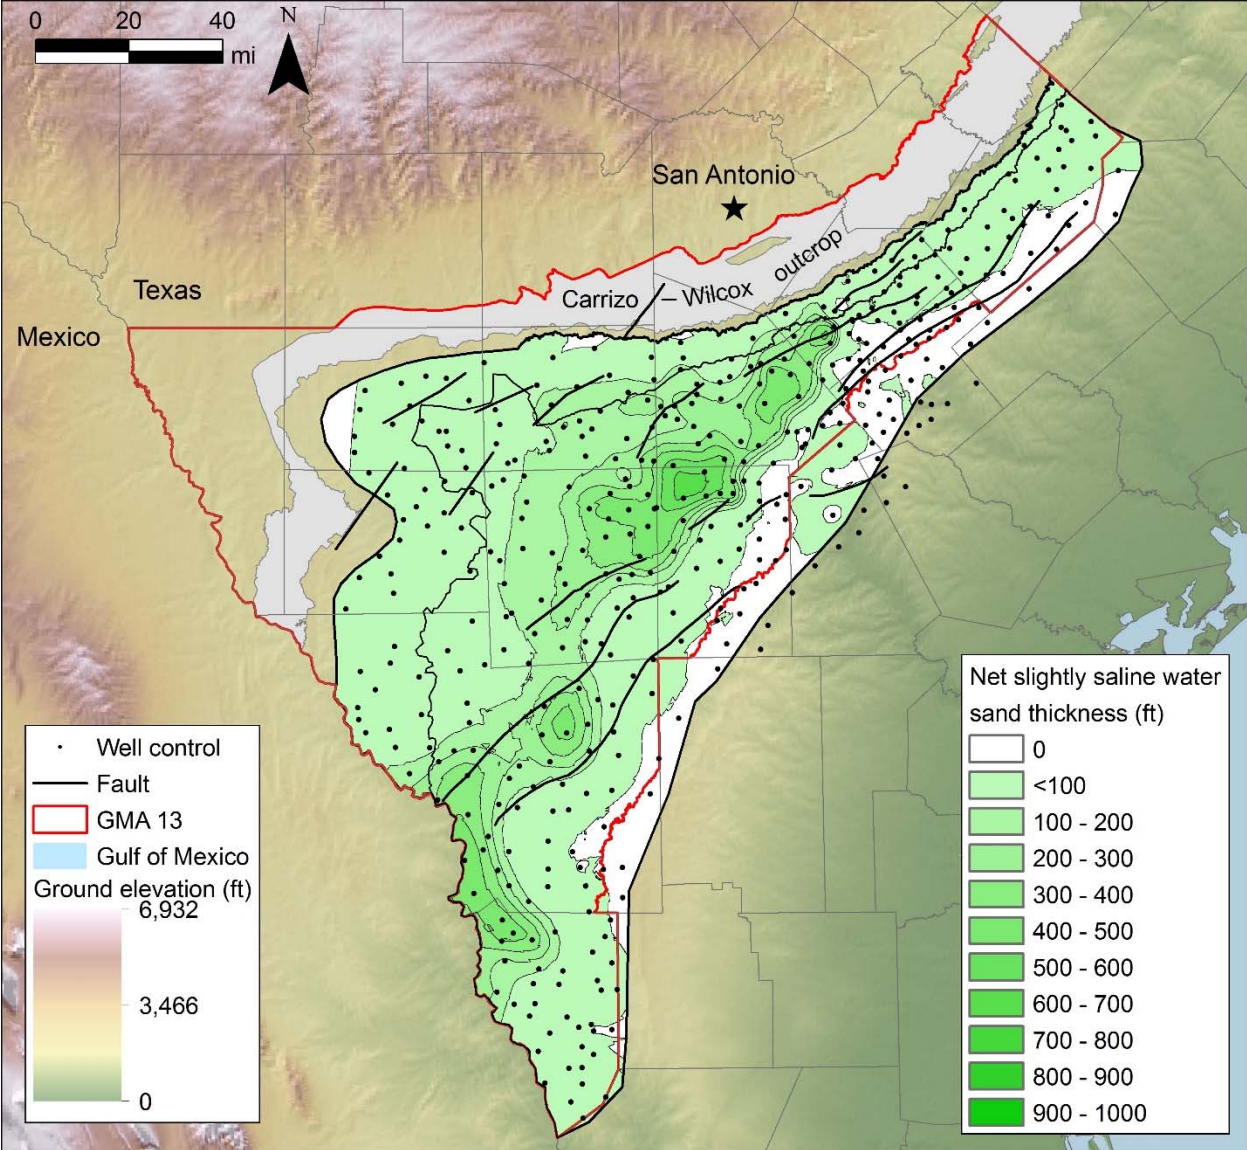 0 20 40
mi
N
San Antonio
Texas
Mexico
Carrizo – Wilcox outcrop
Well control
Fault
GMA 13
Gulf of Mexico
Ground elevation (ft)
6,932
3,466
0
Net slightly saline water
sand thickness (ft)
0
<100
100 - 200
200 - 300
300 - 400
400 - 500
500 - 600
600 - 700
700 - 800
800 - 900
900 - 1000